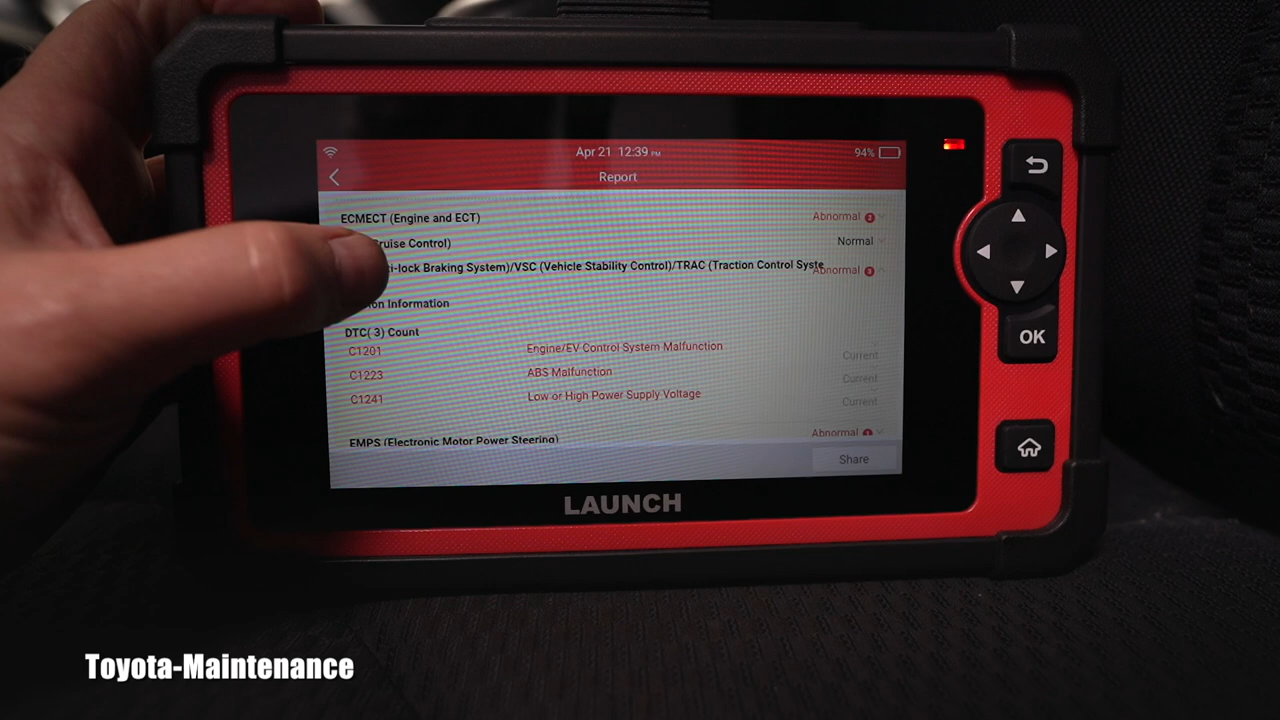 Apr 21 12:39 PM
94%
Report
ECMECT (Engine and ECT)
Abnormal 2
Cruise Control)
Normal
i-lock Braking System)/VSC (Vehicle Stability Control)/TRAC (Traction Control Syste
Abnormal 3
on Information
DTC( 3) Count
C1201 Engine/EV Control System Malfunction Current
C1223 ABS Malfunction Current
C1241 Low or High Power Supply Voltage Current
EMPS (Electronic Motor Power Steering)
Abnormal
Share
OK
LAUNCH
Toyota-Maintenance